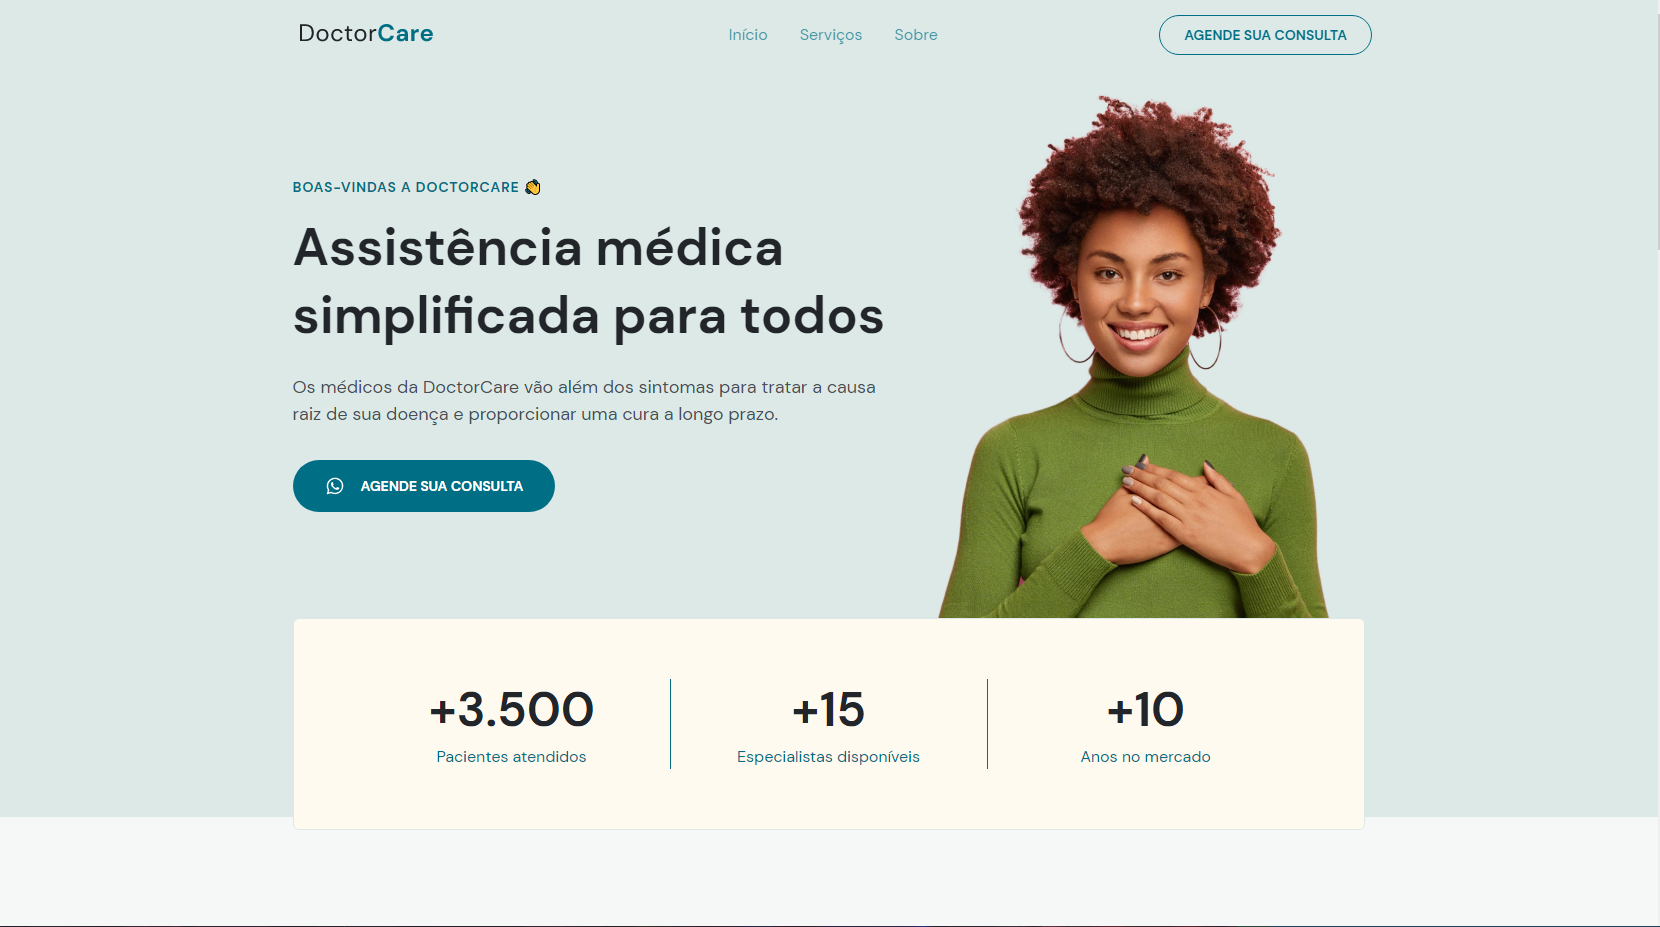 DoctorCare
Início Serviços Sobre
AGENDE SUA CONSULTA
BOAS-VINDAS A DOCTORCARE 👏
Assistência médica
simplificada para todos
Os médicos da DoctorCare vão além dos sintomas para tratar a causa
raiz de sua doença e proporcionar uma cura a longo prazo.
AGENDE SUA CONSULTA
+3.500
Pacientes atendidos
+15
Especialistas disponíveis
+10
Anos no mercado